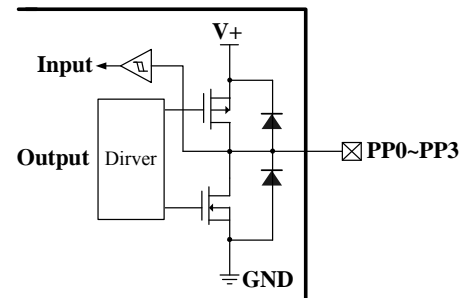 V+
Input
Output
Dirver
PP0~PP3
GND